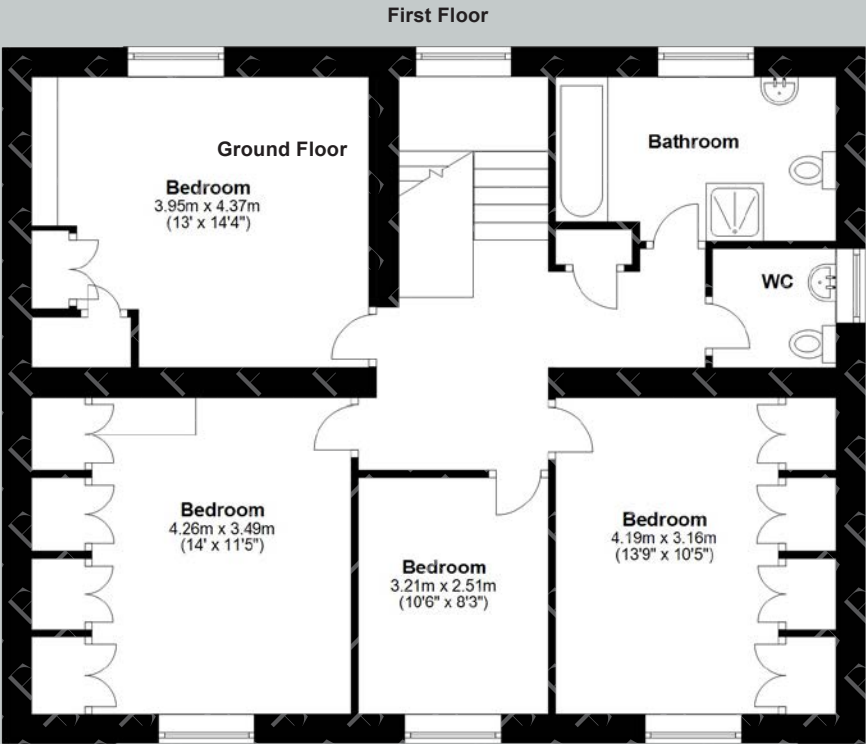 First Floor
Ground Floor
Bedroom
3.95m x 4.37m
(13' x 14'4")
Bathroom
WC
Bedroom
4.26m x 3.49m
(14' x 11'5")
Bedroom
3.21m x 2.51m
(10'6" x 8'3")
Bedroom
4.19m x 3.16m
(13'9" x 10'5")